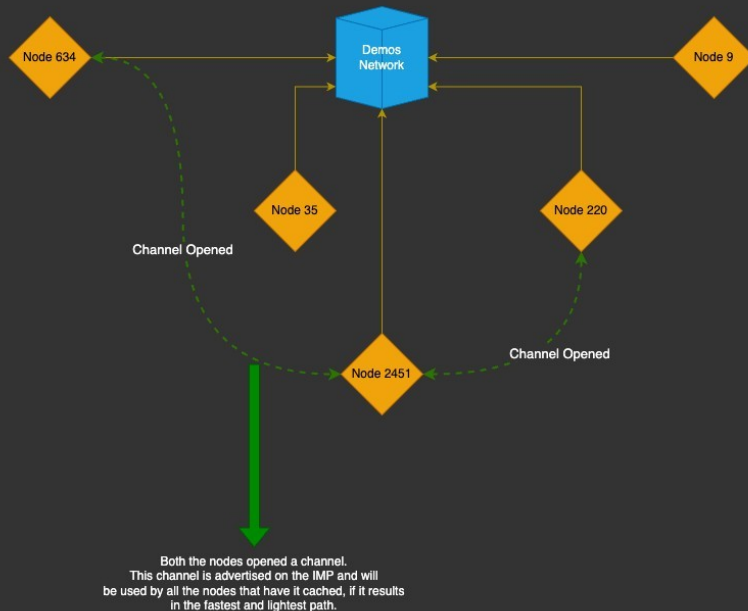 Node 634
Demos
Network
Node 9
Node 35
Node 220
Channel Opened
Channel Opened
Node 2451
Both the nodes opened a channel.
This channel is advertised on the IMP and will
be used by all the nodes that have it cached, if it results
in the fastest and lightest path.